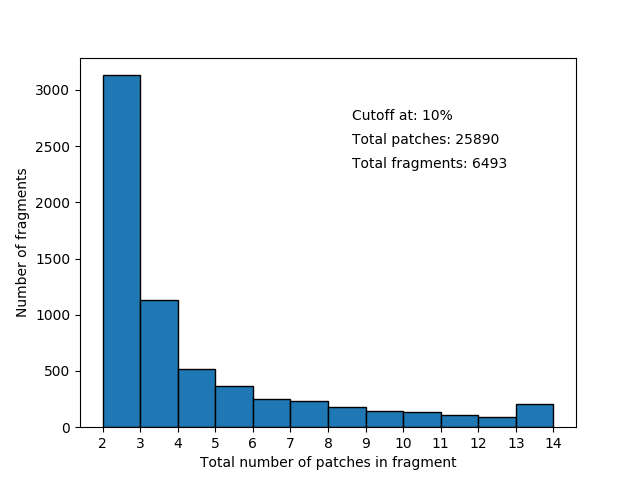 3000
2500
2000
1500
1000
500
0
Number of fragments
Cutoff at: 10%
Total patches: 25890
Total fragments: 6493
2 3 4 5 6 7 8 9 10 11 12 13 14
Total number of patches in fragment